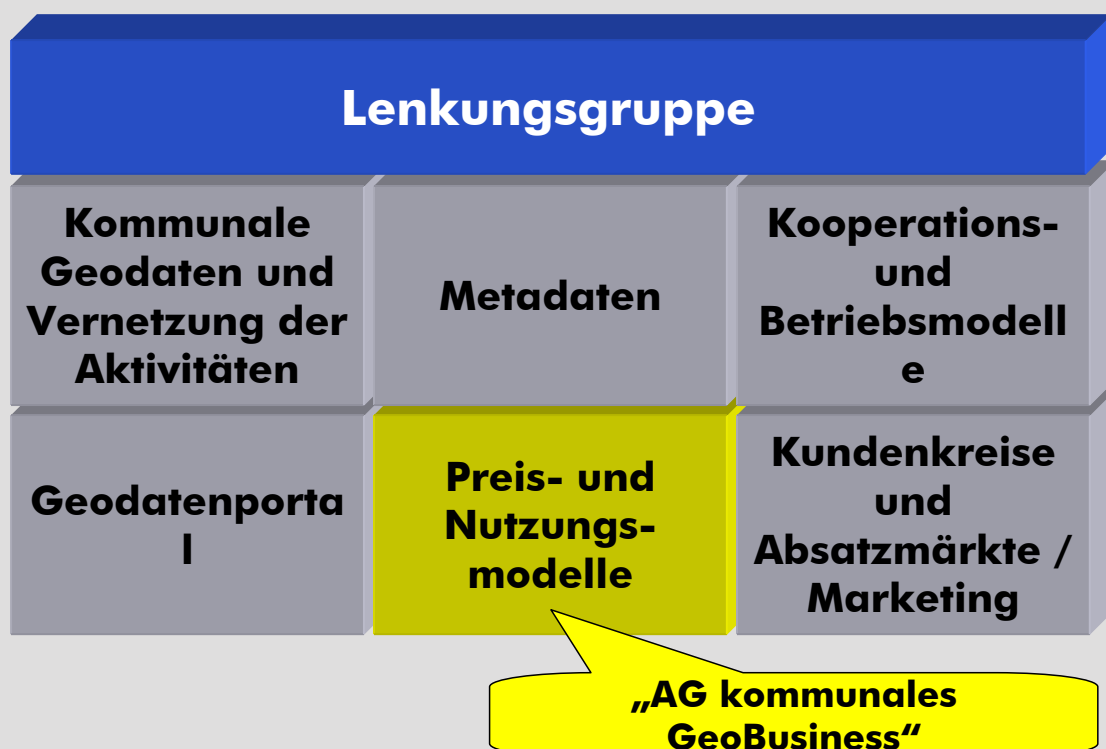 Lenkungsgruppe
Kommunale
Geodaten und
Vernetzung der
Aktivitäten
Metadaten
Kooperations-
und
Betriebsmodell
e
Geodatenporta
l
Preis- und
Nutzungs-
modelle
Kundenkreise
und
Absatzmärkte /
Marketing
„AG kommunales
GeoBusiness“